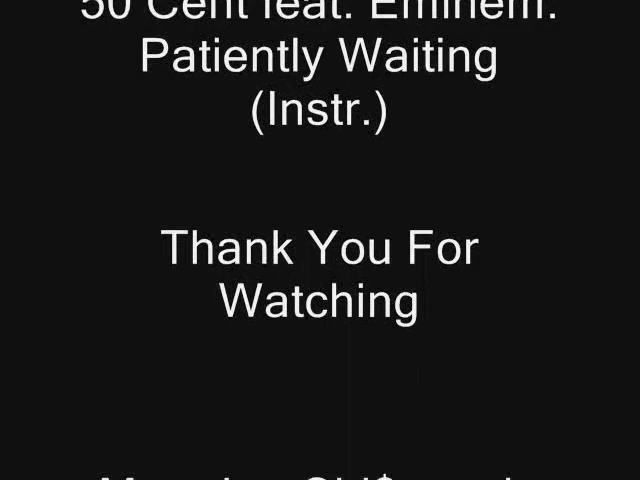 50 Cent feat. Eminem.
Patiently Waiting
(Instr.)
Thank You For
Watching